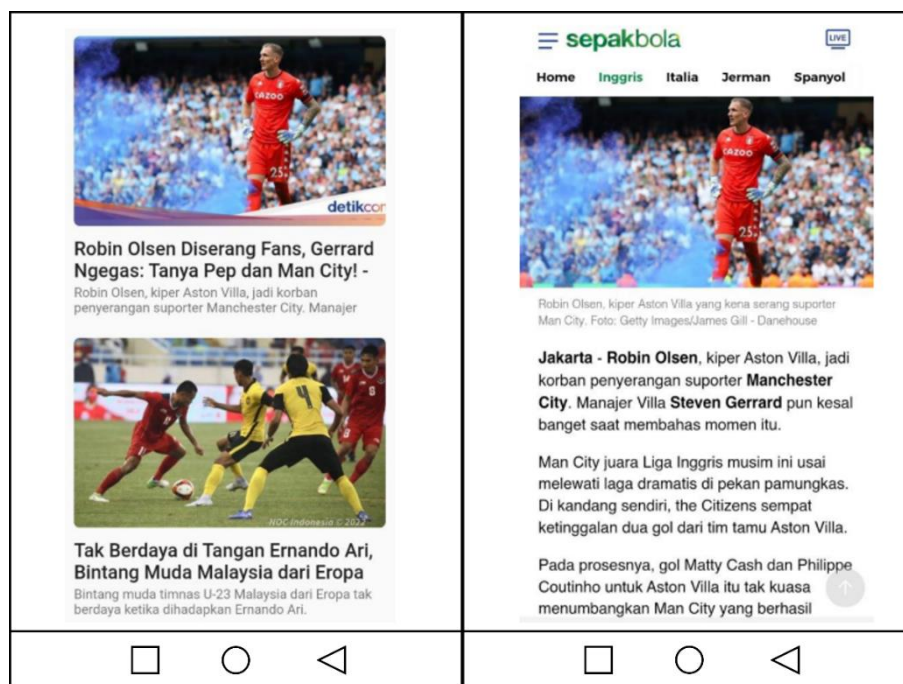 CAZOO
25
detikcor
Robin Olsen Diserang Fans, Gerrard
Ngegas: Tanya Pep dan Man City! -
Robin Olsen, kiper Aston Villa, jadi korban
penyerangan suporter Manchester City. Manajer
4
8
NOC Indonesia © 2022
Tak Berdaya di Tangan Ernando Ari,
Bintang Muda Malaysia dari Eropa
Bintang muda timnas U-23 Malaysia dari Eropa tak
berdaya ketika dihadapkan Ernando Ari.
sepakbola
LIVE
Home Inggris Italia Jerman Spanyol
CAZOO
25
Robin Olsen, kiper Aston Villa yang kena serang suporter
Man City. Foto: Getty Images/James Gill - Danehouse
Jakarta - Robin Olsen, kiper Aston Villa, jadi
korban penyerangan suporter Manchester
City. Manajer Villa Steven Gerrard pun kesal
banget saat membahas momen itu.
Man City juara Liga Inggris musim ini usai
melewati laga dramatis di pekan pamungkas.
Di kandang sendiri, the Citizens sempat
ketinggalan dua gol dari tim tamu Aston Villa.
Pada prosesnya, gol Matty Cash dan Philippe
Coutinho untuk Aston Villa itu tak kuasa
menumbangkan Man City yang berhasil